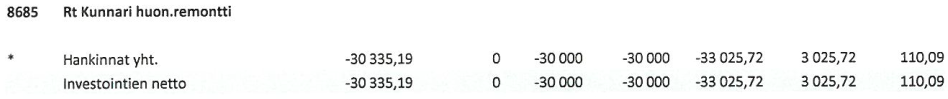 8685 Rt Kunnari huon.remontti
* Hankinnat yht. -30 335,19 0 -30 000 -30 000 -33 025,72 3 025,72 110,09
Investointien netto -30 335,19 0 -30 000 -30 000 -33 025,72 3 025,72 110,09